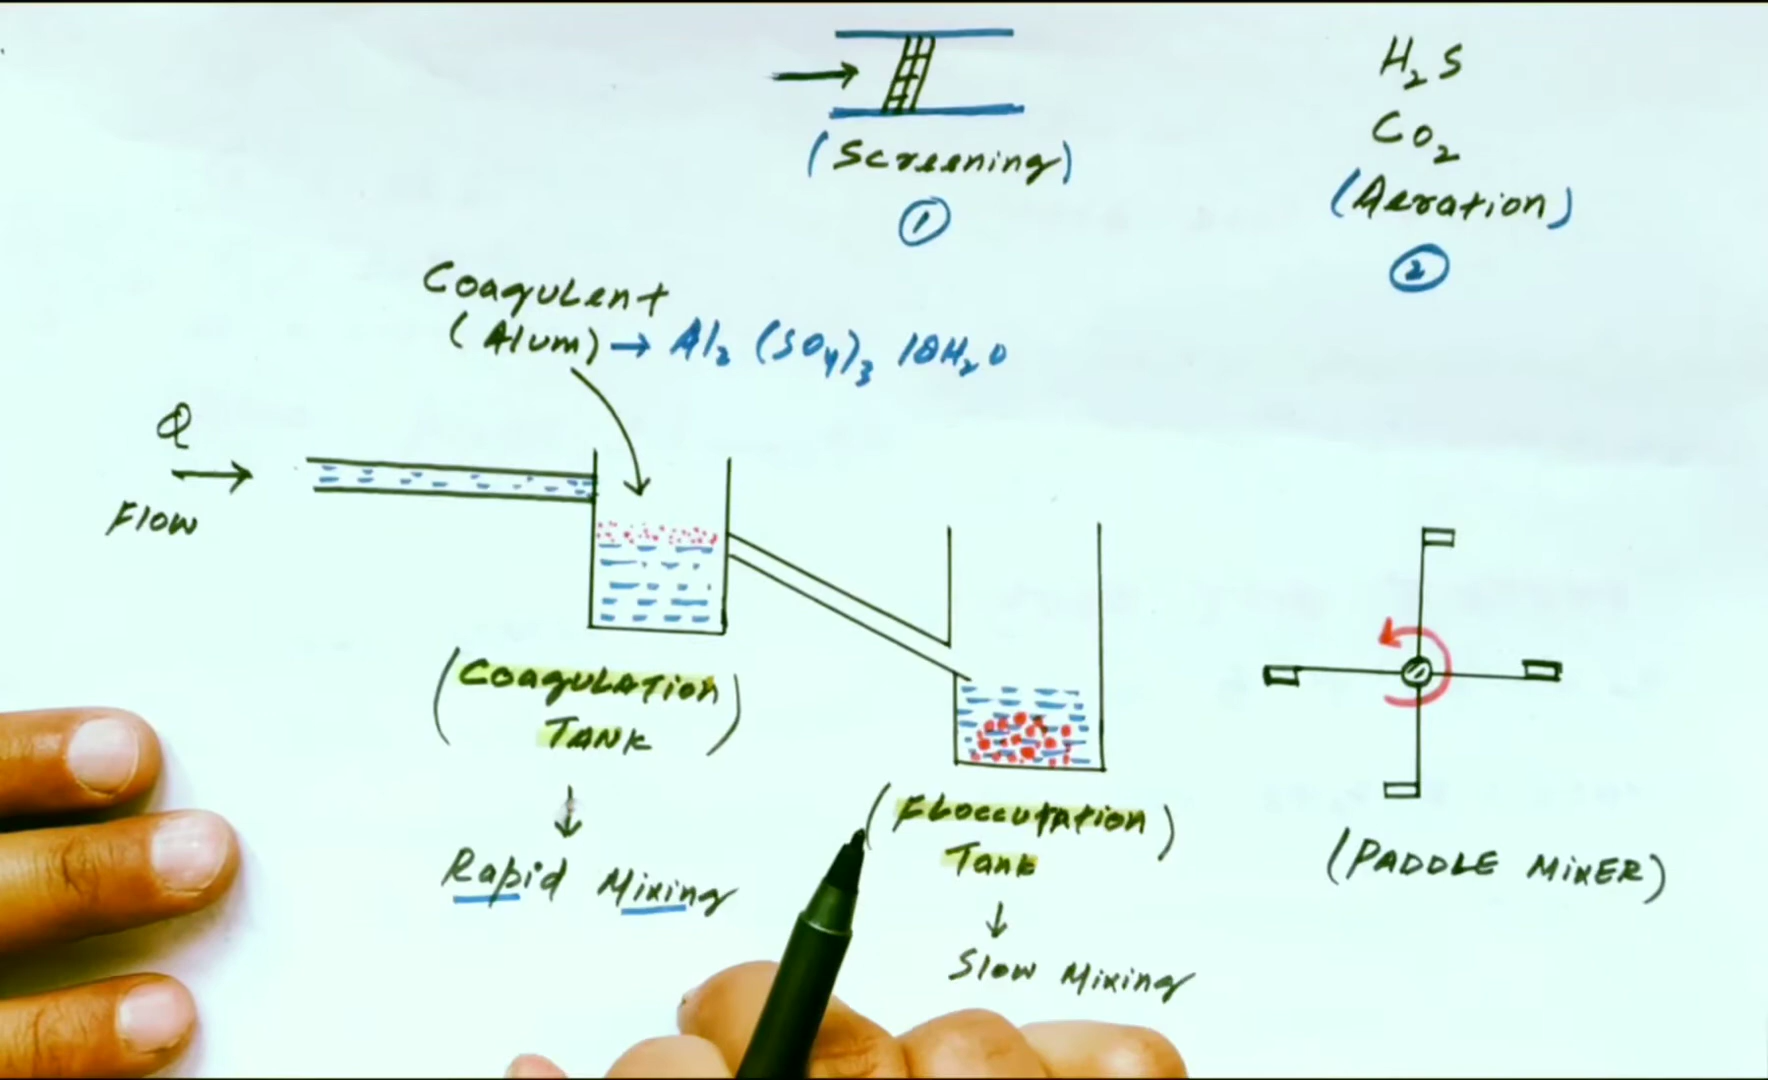 (Screening)
1
H₂S
CO₂
(Aeration)
2
Coagulent
(Alum) → Al₂ (SO₄)₃ 18H₂O
Q
Flow
(COAGULATION
TANK)
↓
Rapid Mixing
(FLOCCUTATION)
Tank
↓
Slow Mixing
(PADDLE MIXER)